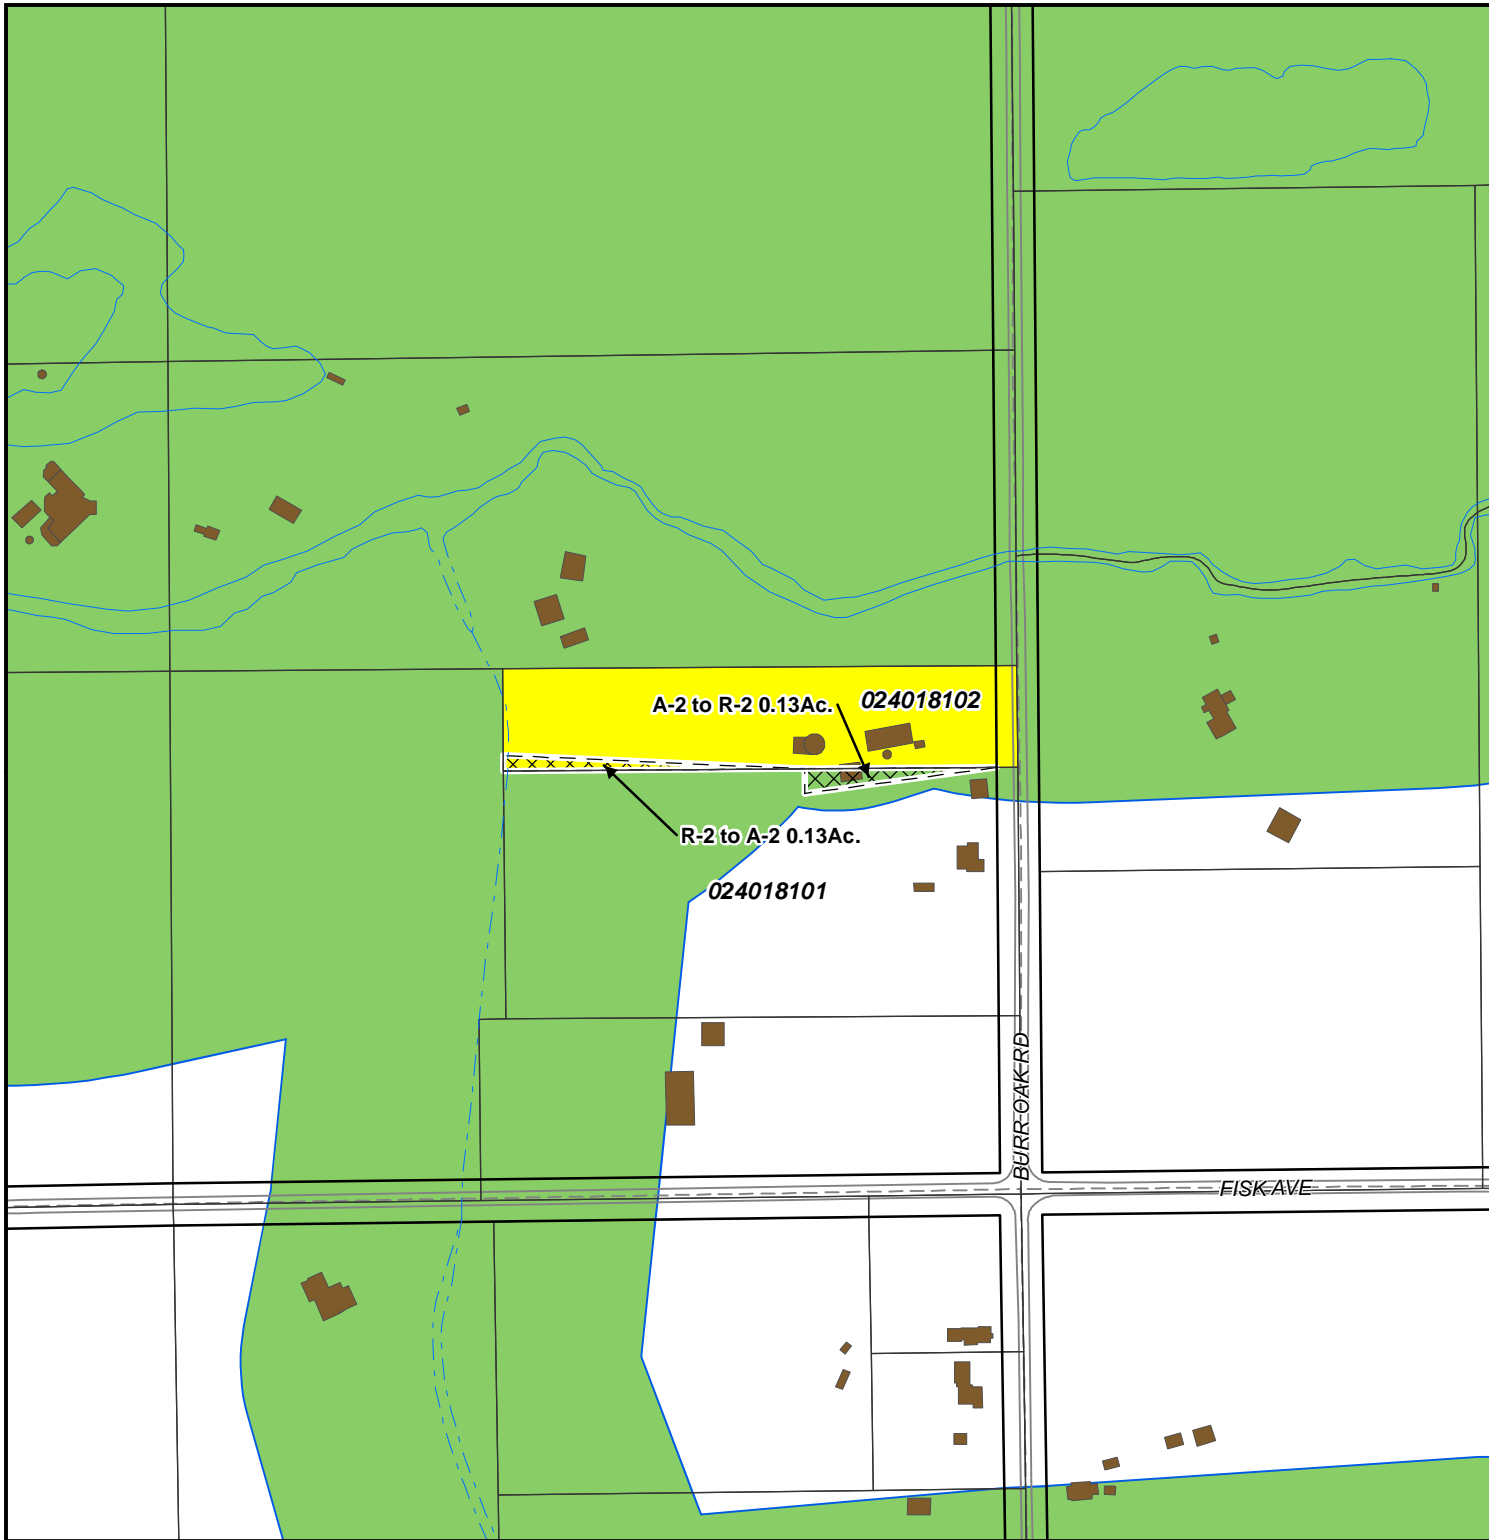 A-2 to R-2 0.13Ac.
024018102
R-2 to A-2 0.13Ac.
024018101
BURR OAK RD
FISK AVE